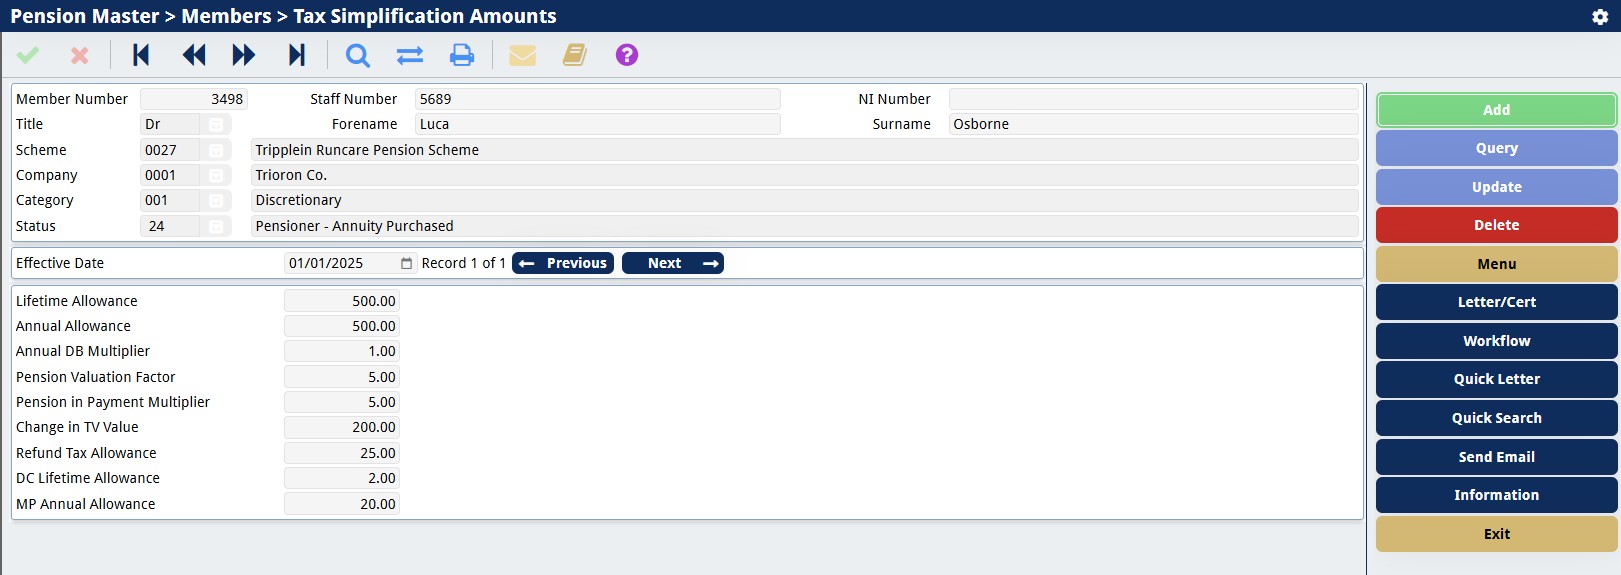 Pension Master > Members > Tax Simplification Amounts
Member Number 3498 Staff Number 5689 NI Number
Title Dr Forename Luca Surname Osborne
Scheme 0027 Tripplein Runcare Pension Scheme
Company 0001 Trioron Co.
Category 001 Discretionary
Status 24 Pensioner - Annuity Purchased
Effective Date 01/01/2025 Record 1 of 1 Previous Next
Lifetime Allowance 500.00
Annual Allowance 500.00
Annual DB Multiplier 1.00
Pension Valuation Factor 5.00
Pension in Payment Multiplier 5.00
Change in TV Value 200.00
Refund Tax Allowance 25.00
DC Lifetime Allowance 2.00
MP Annual Allowance 20.00
Add
Query
Update
Delete
Menu
Letter/Cert
Workflow
Quick Letter
Quick Search
Send Email
Information
Exit